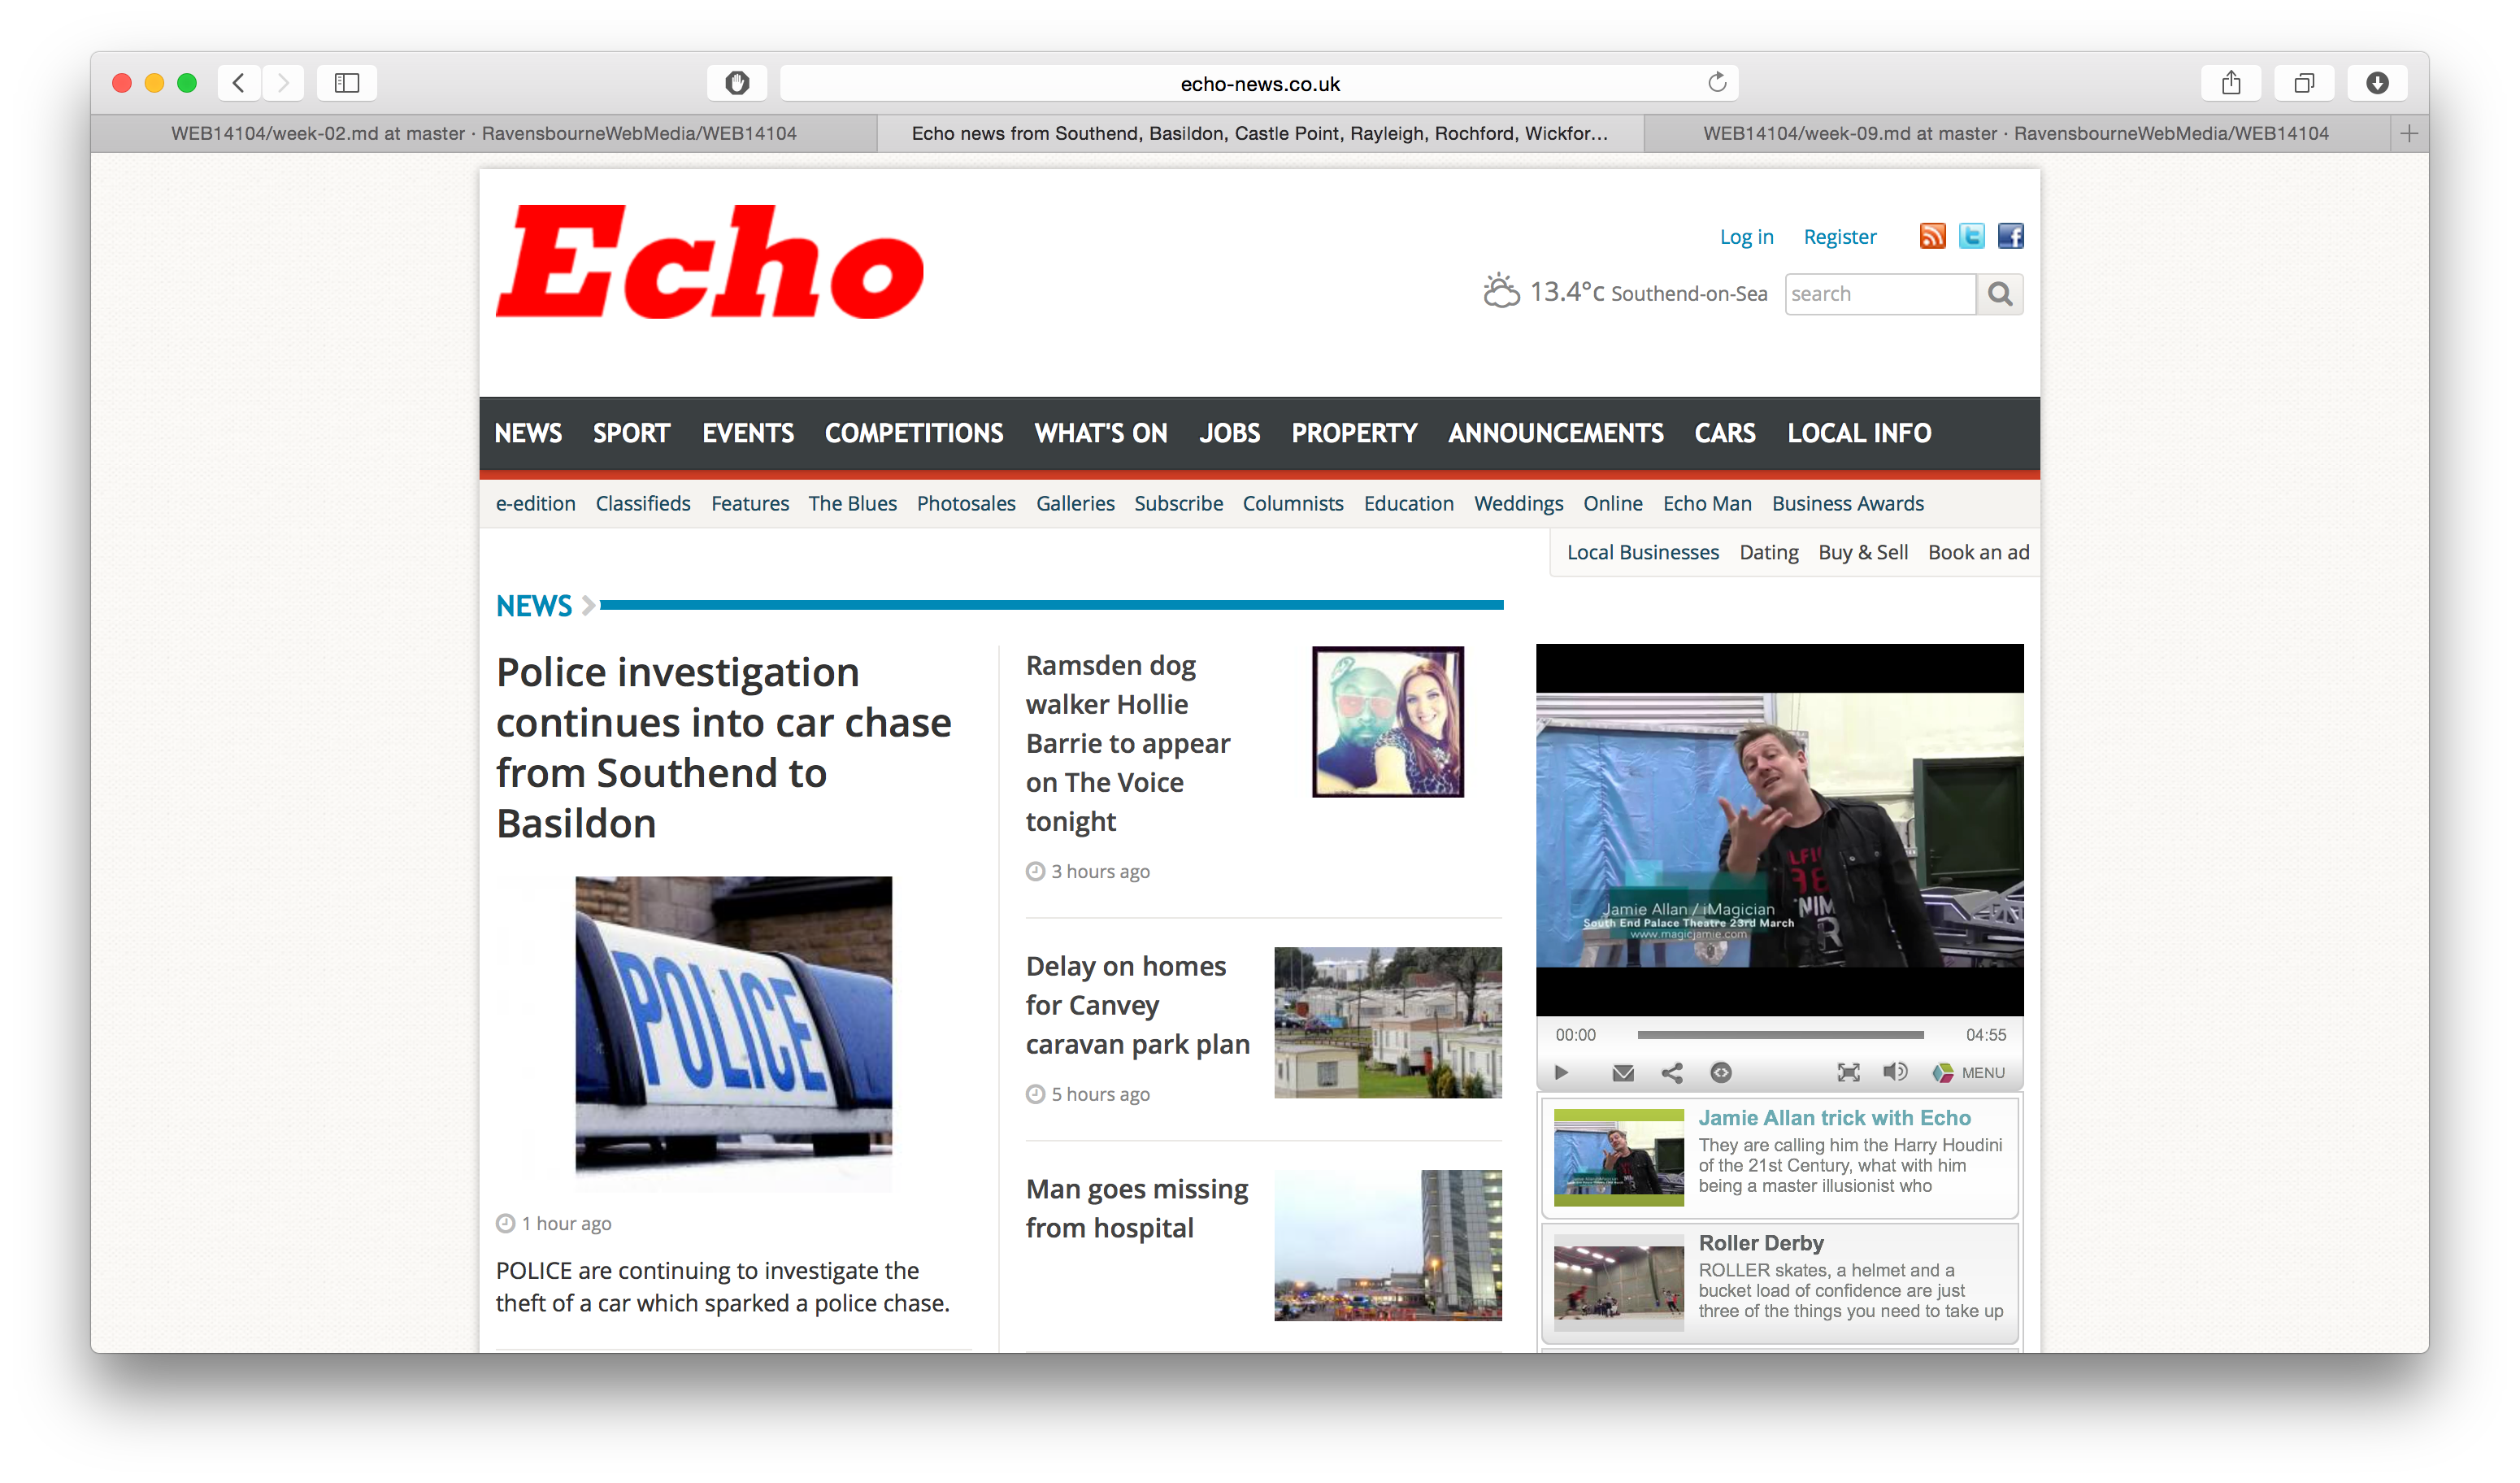 echo-news.co.uk
WEB14104/week-02.md at master · RavensbourneWebMedia/WEB14104
Echo news from Southend, Basildon, Castle Point, Rayleigh, Rochford, Wickfor...
WEB14104/week-09.md at master · RavensbourneWebMedia/WEB14104
Echo
Log in Register
13.4°C Southend-on-Sea search
NEWS SPORT EVENTS COMPETITIONS WHAT'S ON JOBS PROPERTY ANNOUNCEMENTS CARS LOCAL INFO
e-edition Classifieds Features The Blues Photosales Galleries Subscribe Columnists Education Weddings Online Echo Man Business Awards
Local Businesses Dating Buy & Sell Book an ad
NEWS
Police investigation
continues into car chase
from Southend to
Basildon
POLICE
1 hour ago
POLICE are continuing to investigate the
theft of a car which sparked a police chase.
Ramsden dog
walker Hollie
Barrie to appear
on The Voice
tonight
3 hours ago
Delay on homes
for Canvey
caravan park plan
5 hours ago
Man goes missing
from hospital
Jamie Allan / iMagician
South End Palace Theatre 23rd March
www.magicjamie.com
00:00 04:55
MENU
Jamie Allan trick with Echo
They are calling him the Harry Houdini
of the 21st Century, what with him
being a master illusionist who
Roller Derby
ROLLER skates, a helmet and a
bucket load of confidence are just
three of the things you need to take up